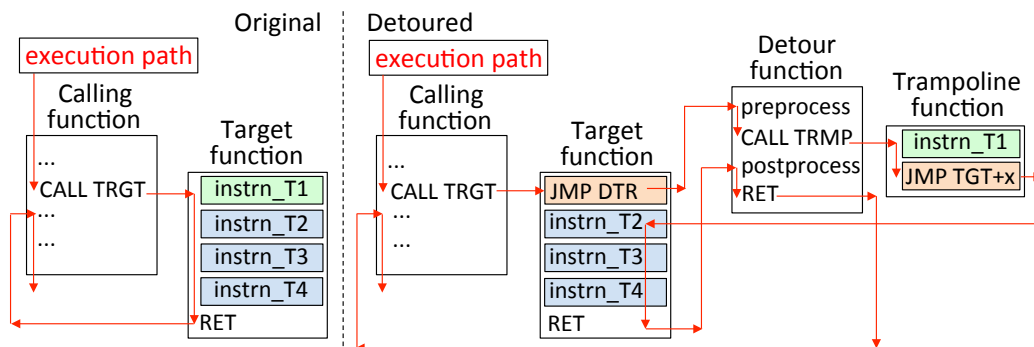 Original
execution path
Calling
function
...
CALL TRGT
...
...
Target
function
instrn_T1
instrn_T2
instrn_T3
instrn_T4
RET
Detoured
execution path
Calling
function
...
CALL TRGT
...
...
Target
function
JMP DTR
instrn_T2
instrn_T3
instrn_T4
RET
Detour
function
preprocess
CALL TRMP
postprocess
RET
Trampoline
function
instrn_T1
JMP TGT+x